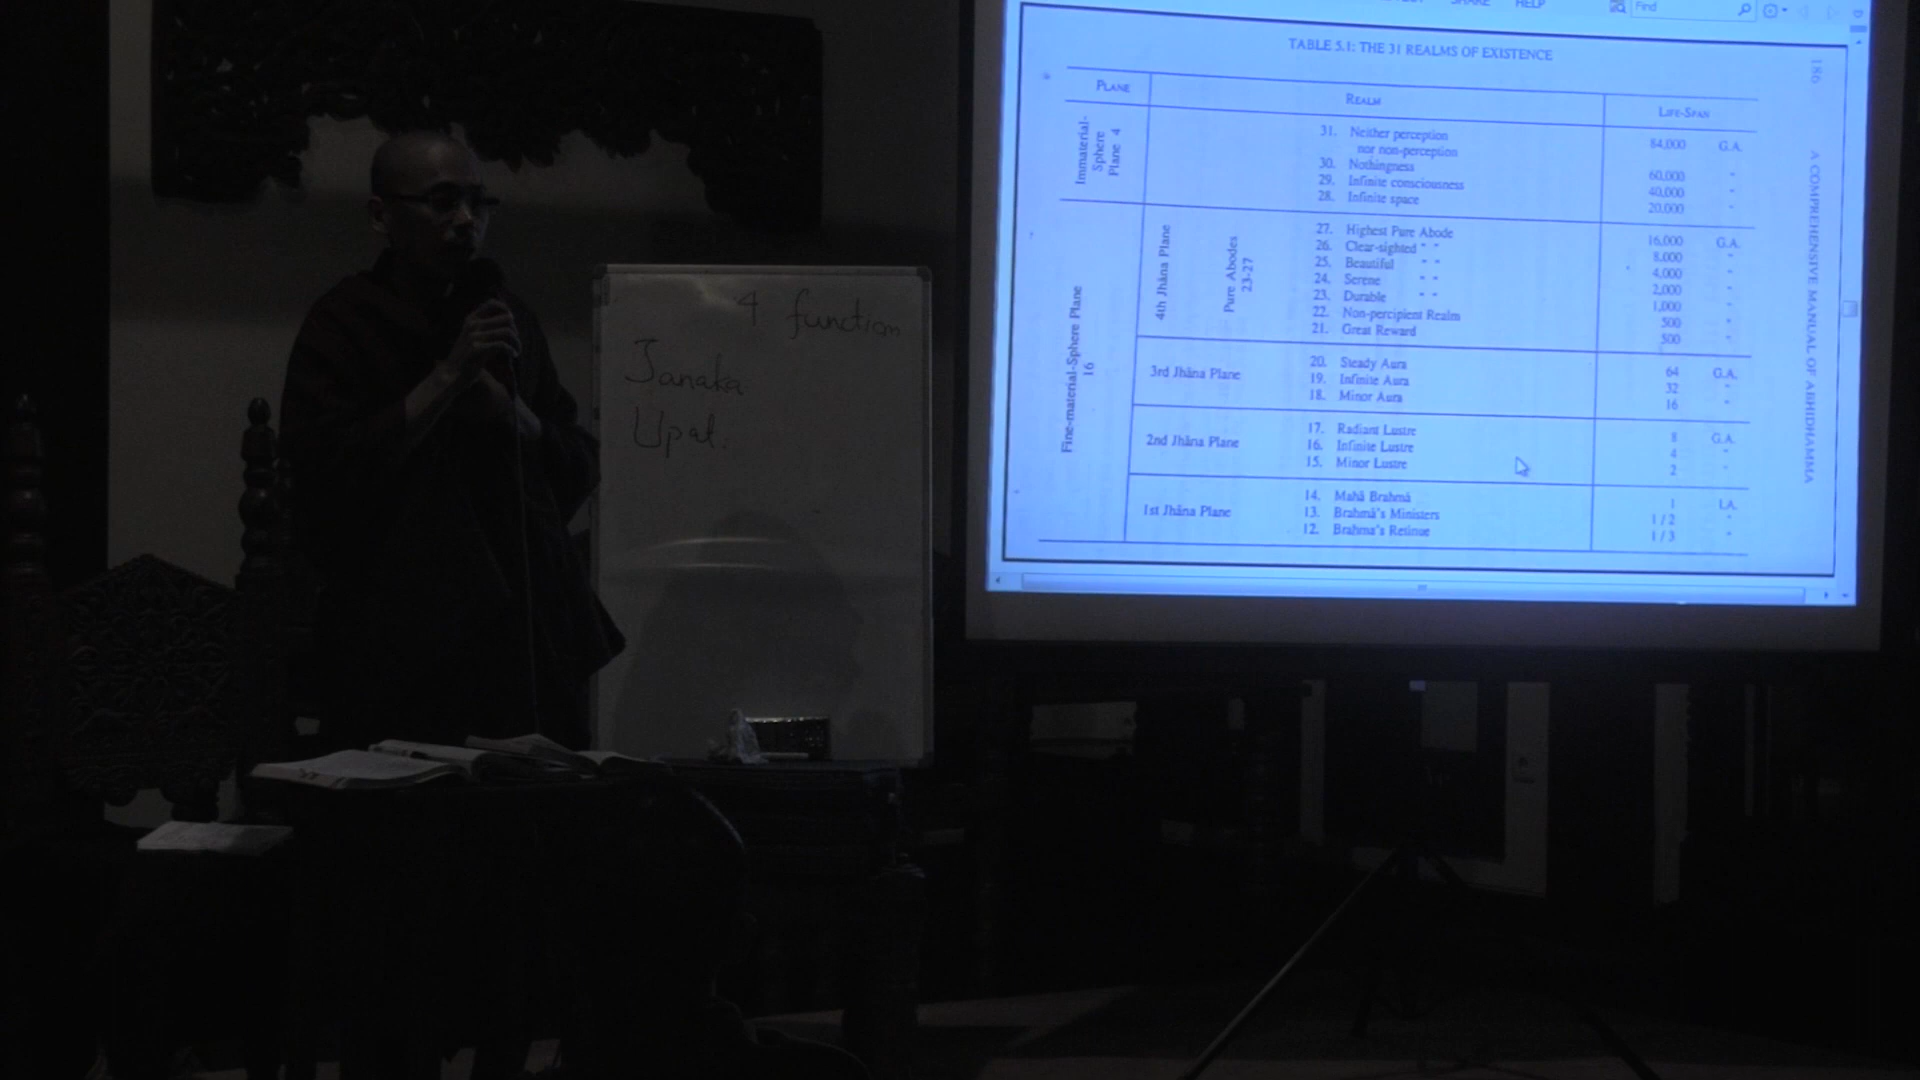 4 function
Janaka
Upat.
SHARE HELP
Find
TABLE 5.1: THE 31 REALMS OF EXISTENCE
186
A COMPREHENSIVE MANUAL OF ABHIDHAMMA
PLANE REALM LIFE-SPAN
Immaterial-
Sphere
Plane 4
31. Neither perception
nor non-perception 84,000 G.A.
30. Nothingness 60,000 "
29. Infinite consciousness 40,000 "
28. Infinite space 20,000 "
Fine-material-Sphere Plane
16
4th Jhāna Plane
Pure Abodes
23-27
27. Highest Pure Abode 16,000 G.A.
26. Clear-sighted " " 8,000 "
25. Beautiful " " 4,000 "
24. Serene " " 2,000 "
23. Durable " " 1,000 "
22. Non-percipient Realm 500 "
21. Great Reward 500 "
3rd Jhāna Plane
20. Steady Aura 64 G.A.
19. Infinite Aura 32 "
18. Minor Aura 16 "
2nd Jhāna Plane
17. Radiant Lustre 8 G.A.
16. Infinite Lustre 4 "
15. Minor Lustre 2 "
1st Jhāna Plane
14. Mahā Brahmā 1 I.A.
13. Brahmā's Ministers 1 / 2 "
12. Brahma's Retinue 1 / 3 "